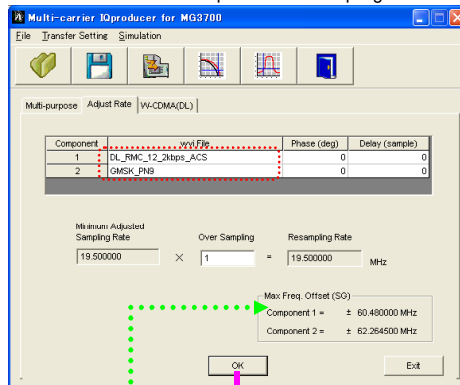 Multi-carrier IQproducer for MG3700
File Transfer Setting Simulation
Multi-purpose Adjust Rate W-CDMA(DL)
Component wvi File Phase (deg) Delay (sample)
1 DL_RMC_12_2kbps_ACS 0 0
2 GMSK_PN9 0 0
Minimum Adjusted
Sampling Rate Over Sampling Resampling Rate
19.500000 × 1 = 19.500000 MHz
Max Freq. Offset (SG)
Component 1 = ± 60.480000 MHz
Component 2 = ± 62.264500 MHz
OK Exit